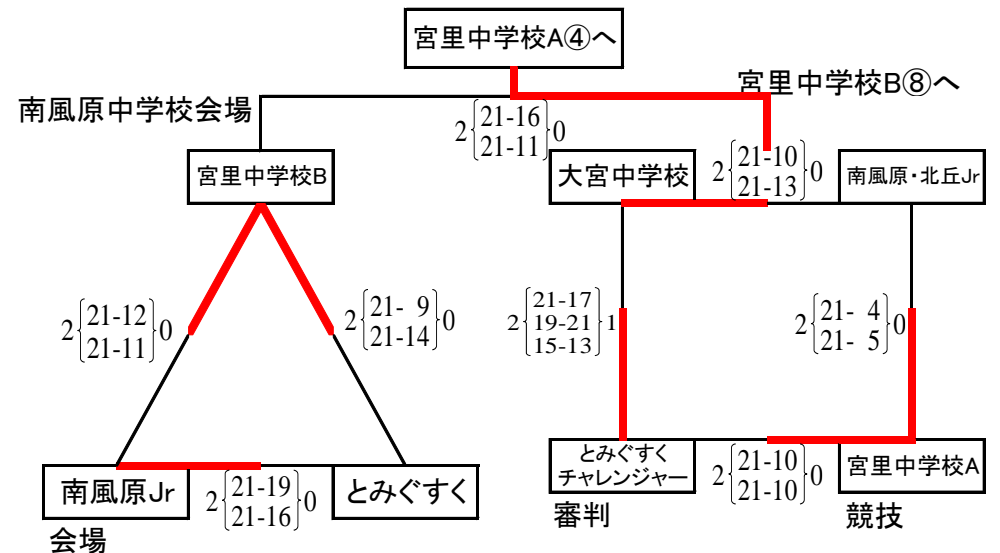 宮里中学校A④へ
宮里中学校B⑧へ
南風原中学校会場
2{21-16
21-11}0
宮里中学校B
大宮中学校
2{21-10
21-13}0
南風原・北丘Jr
2{21-12
21-11}0
2{21- 9
21-14}0
2{21-17
19-21
15-13}1
2{21- 4
21- 5}0
南風原Jr
2{21-19
21-16}0
とみぐすく
とみぐすく
チャレンジャー
2{21-10
21-10}0
宮里中学校A
会場
審判
競技